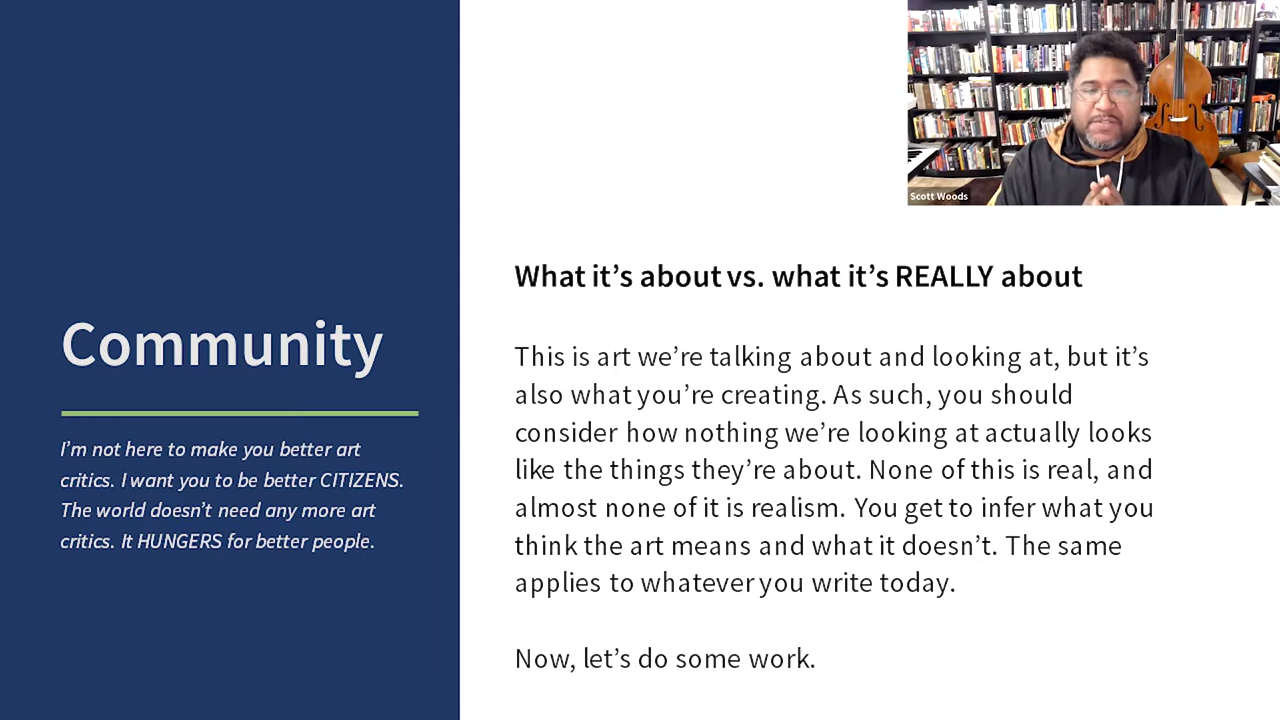 Scott Woods
What it's about vs. what it's REALLY about
This is art we're talking about and looking at, but it's
also what you're creating. As such, you should
consider how nothing we're looking at actually looks
like the things they're about. None of this is real, and
almost none of it is realism. You get to infer what you
think the art means and what it doesn't. The same
applies to whatever you write today.
Now, let's do some work.
Community
I'm not here to make you better art
critics. I want you to be better CITIZENS.
The world doesn't need any more art
critics. It HUNGERS for better people.